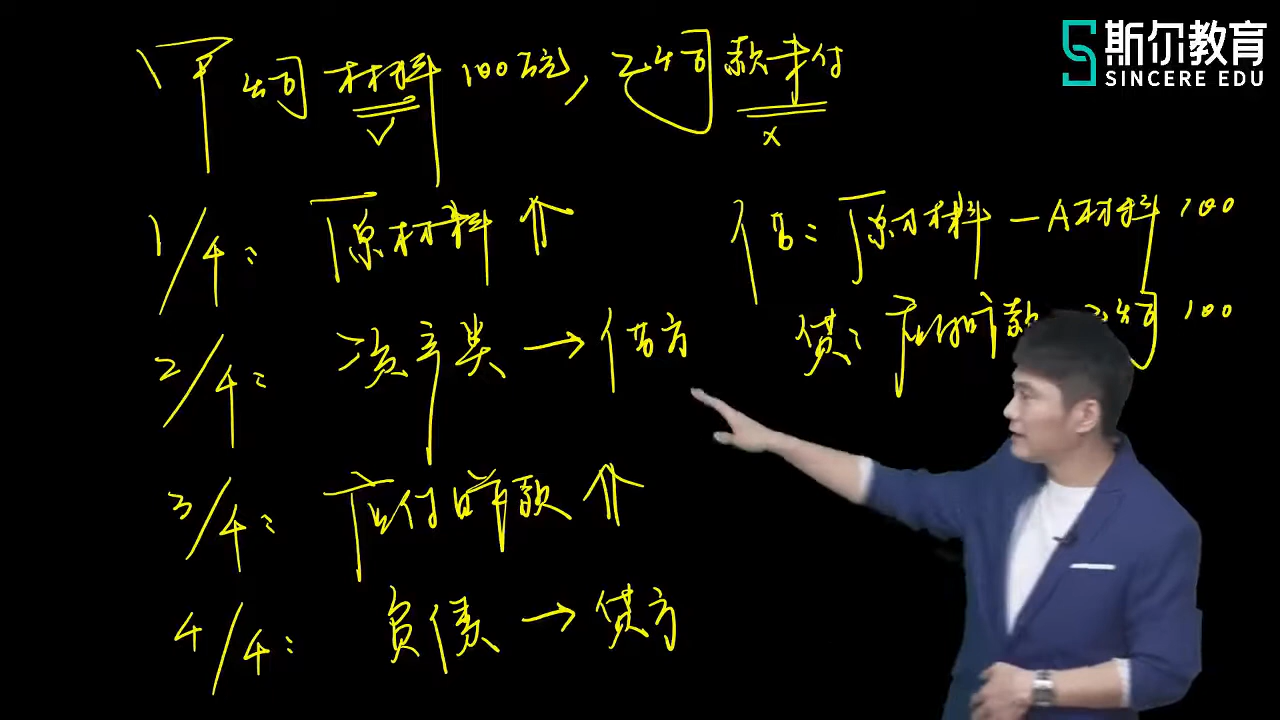 斯尔教育
SINCERE EDU
甲公司 材料 100万元, 乙公司 款未付
√ ×
1/4: 原材料 ↑
借: 原材料 — A材料 100
2/4: 资产类 → 借方
贷: 应付账款 乙公司 100
3/4: 应付账款 ↑
4/4: 负债 → 贷方